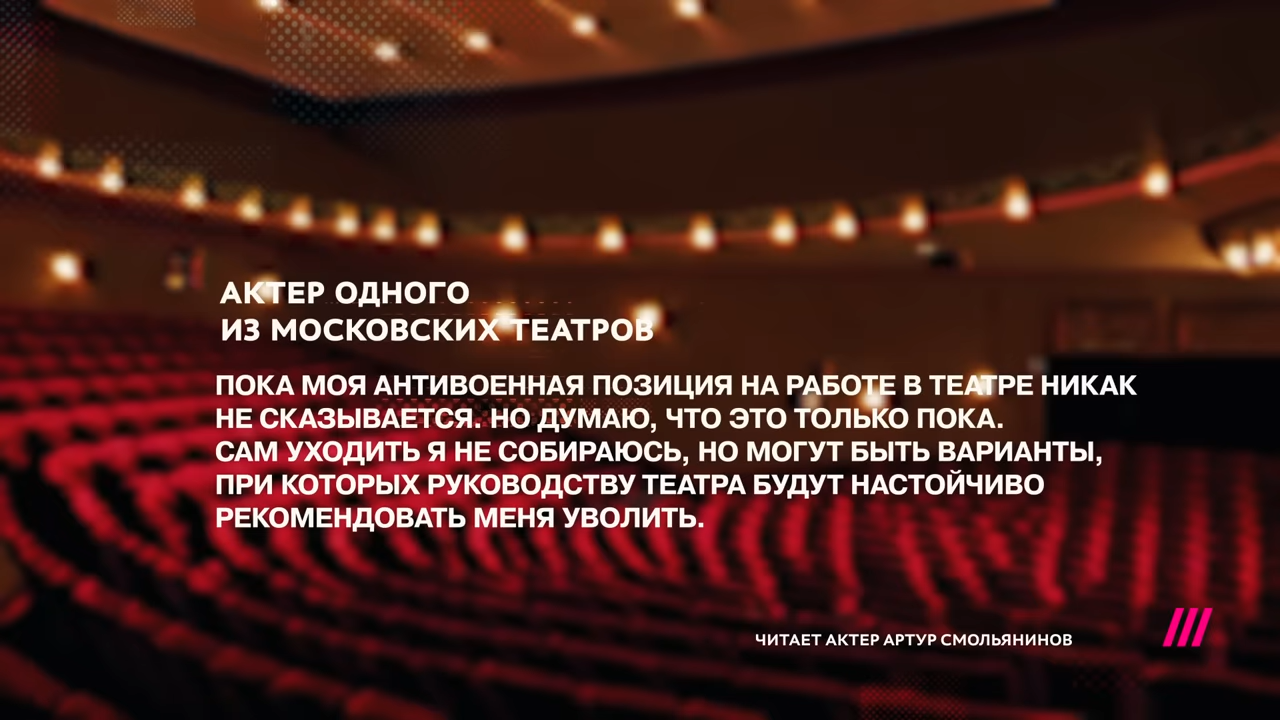 АКТЕР ОДНОГО
ИЗ МОСКОВСКИХ ТЕАТРОВ
ПОКА МОЯ АНТИВОЕННАЯ ПОЗИЦИЯ НА РАБОТЕ В ТЕАТРЕ НИКАК
НЕ СКАЗЫВАЕТСЯ. НО ДУМАЮ, ЧТО ЭТО ТОЛЬКО ПОКА.
САМ УХОДИТЬ Я НЕ СОБИРАЮСЬ, НО МОГУТ БЫТЬ ВАРИАНТЫ,
ПРИ КОТОРЫХ РУКОВОДСТВУ ТЕАТРА БУДУТ НАСТОЙЧИВО
РЕКОМЕНДОВАТЬ МЕНЯ УВОЛИТЬ.
ЧИТАЕТ АКТЕР АРТУР СМОЛЬЯНИНОВ